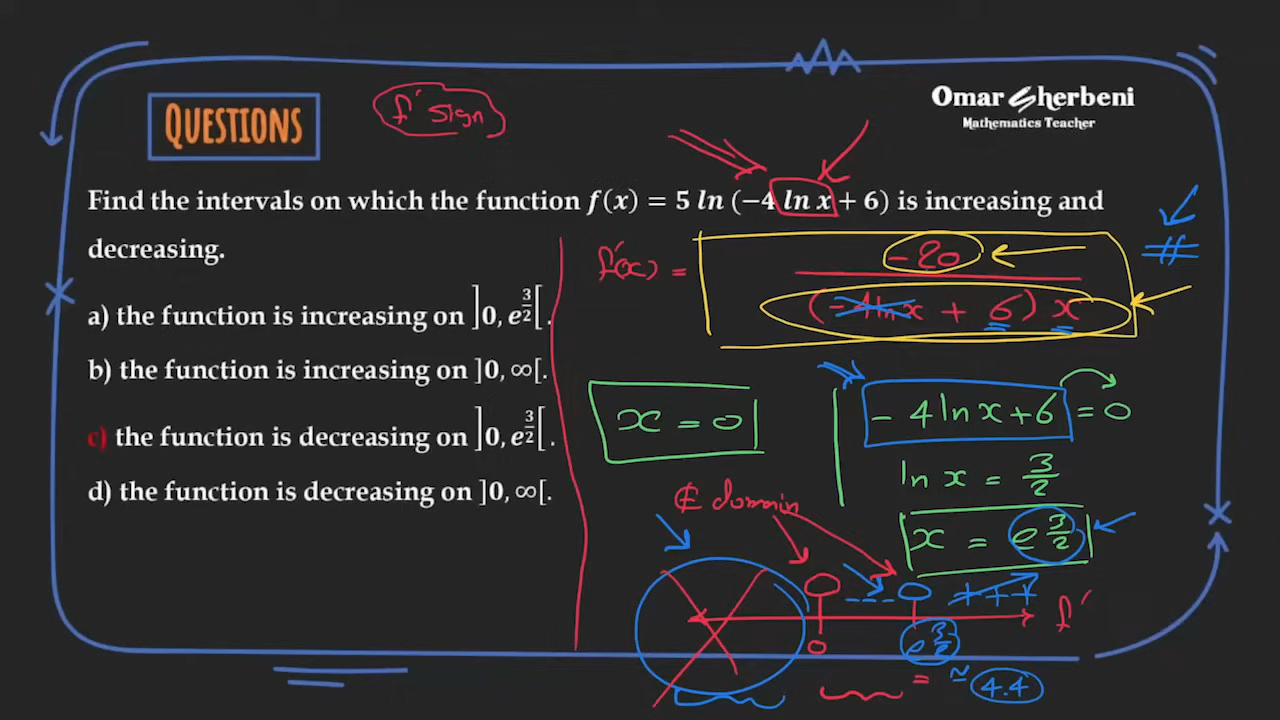 QUESTIONS
f' sign
Omar Sherbeni
Mathematics Teacher
Find the intervals on which the function f(x) = 5 ln (−4 ln x + 6) is increasing and
decreasing.
a) the function is increasing on ]0, e^{3/2}[.
b) the function is increasing on ]0, ∞[.
c) the function is decreasing on ]0, e^{3/2}[.
d) the function is decreasing on ]0, ∞[.
f'(x) = -20 / (-4lnx + 6) x
x = 0
- 4 ln x + 6 = 0
ln x = 3/2
x = e^{3/2}
∉ domain
--- +++
f'
0 e^{3/2}
= ≃ 4.4